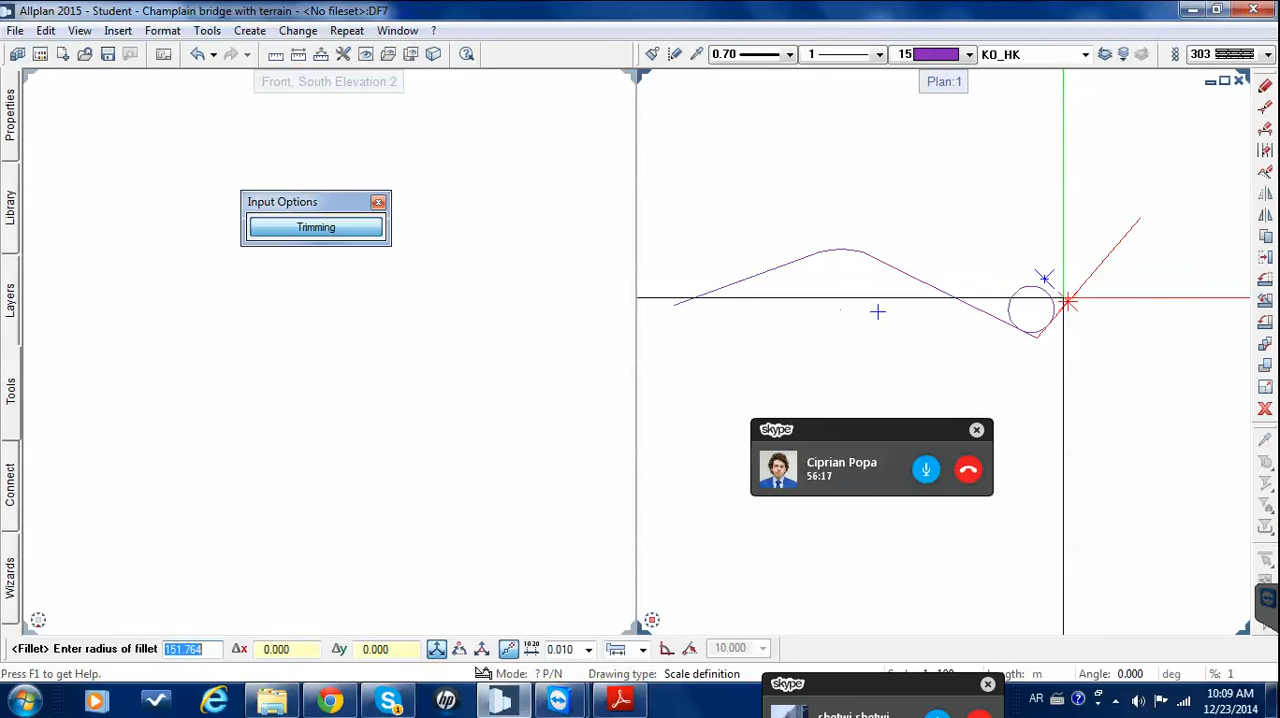 Allplan 2015 - Student - Champlain bridge with terrain - <No fileset>:DF7
File Edit View Insert Format Tools Create Change Repeat Window ?
0.70 1 15 KO_HK 303
Front, South Elevation:2
Plan:1
Properties
Library
Layers
Tools
Connect
Wizards
Input Options
Trimming
skype
Ciprian Popa
56:17
<Fillet> Enter radius of fillet 151.764 Δx 0.000 Δy 0.000 10 20 0.010 10.000
Press F1 to get Help. Mode: ? P/N Drawing type: Scale definition m Angle: 0.000 deg %: 1
skype
shetwi shetwi
AR
10:09 AM
12/23/2014